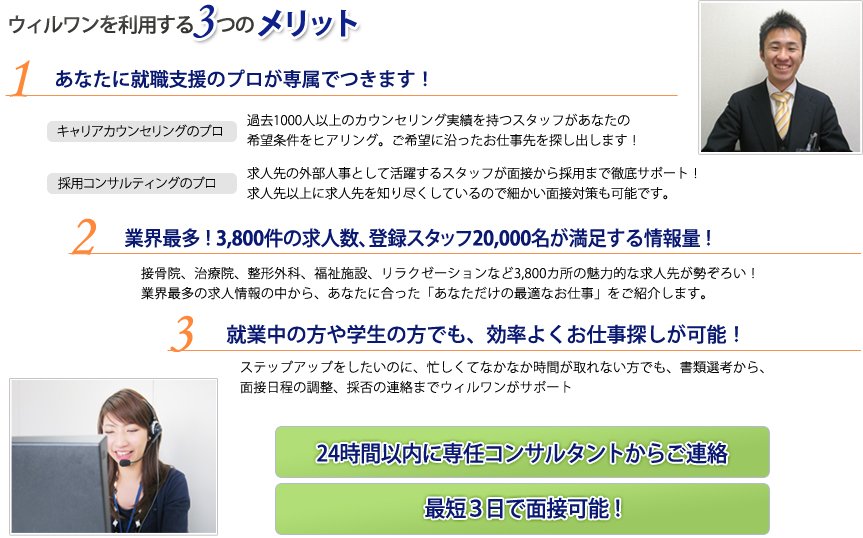 ウィルワンを利用する3つの メリット
1 あなたに就職支援のプロが専属でつきます！
キャリアカウンセリングのプロ
過去1000人以上のカウンセリング実績を持つスタッフがあなたの
希望条件をヒアリング。ご希望に沿ったお仕事先を探し出します！
採用コンサルティングのプロ
求人先の外部人事として活躍するスタッフが面接から採用まで徹底サポート！
求人先以上に求人先を知り尽くしているので細かい面接対策も可能です。
2 業界最多！3,800件の求人数、登録スタッフ20,000名が満足する情報量！
接骨院、治療院、整形外科、福祉施設、リラクゼーションなど3,800カ所の魅力的な求人先が勢ぞろい！
業界最多の求人情報の中から、あなたに合った「あなただけの最適なお仕事」をご紹介します。
3 就業中の方や学生の方でも、効率よくお仕事探しが可能！
ステップアップをしたいのに、忙しくてなかなか時間が取れない方でも、書類選考から、
面接日程の調整、採否の連絡までウィルワンがサポート
24時間以内に専任コンサルタントからご連絡
最短３日で面接可能！